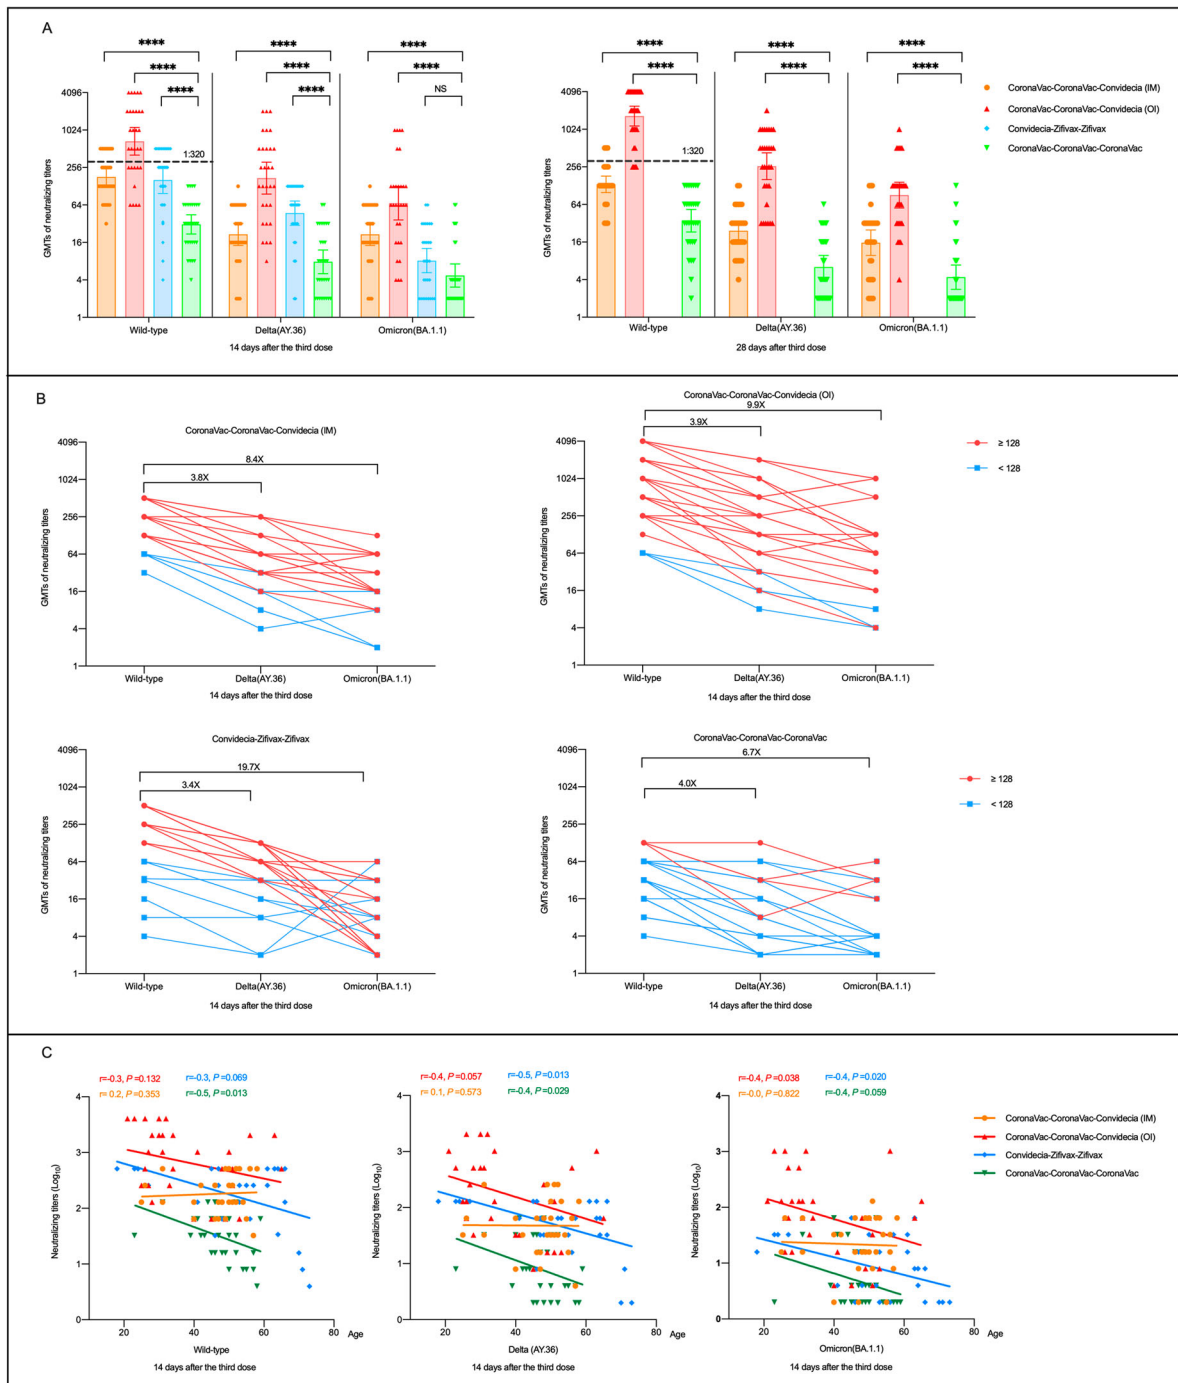 A
**** **** **** **** **** ****
**** **** **** **** **** ****
**** **** NS
4096
1024
256
64
16
4
1
GMTs of neutralizing titers
1:320
Wild-type Delta(AY.36) Omicron(BA.1.1)
14 days after the third dose
4096
1024
256
64
16
4
1
GMTs of neutralizing titers
1:320
Wild-type Delta(AY.36) Omicron(BA.1.1)
28 days after third dose
CoronaVac-CoronaVac-Convidecia (IM)
CoronaVac-CoronaVac-Convidecia (OI)
Convidecia-Zifivax-Zifivax
CoronaVac-CoronaVac-CoronaVac
B
CoronaVac-CoronaVac-Convidecia (IM)
8.4X
3.8X
4096
1024
256
64
16
4
1
GMTs of neutralizing titers
Wild-type Delta(AY.36) Omicron(BA.1.1)
14 days after the third dose
CoronaVac-CoronaVac-Convidecia (OI)
9.9X
3.9X
4096
1024
256
64
16
4
1
GMTs of neutralizing titers
Wild-type Delta(AY.36) Omicron(BA.1.1)
14 days after the third dose
≥ 128
< 128
Convidecia-Zifivax-Zifivax
19.7X
3.4X
4096
1024
256
64
16
4
1
GMTs of neutralizing titers
Wild-type Delta(AY.36) Omicron(BA.1.1)
14 days after the third dose
CoronaVac-CoronaVac-CoronaVac
6.7X
4.0X
4096
1024
256
64
16
4
1
GMTs of neutralizing titers
Wild-type Delta(AY.36) Omicron(BA.1.1)
14 days after the third dose
≥ 128
< 128
C
r=-0.3, P=0.132 r=-0.3, P=0.069
r= 0.2, P=0.353 r=-0.5, P=0.013
4
3
2
1
0
Neutralizing titers (Log10)
20 40 60 80 Age
Wild-type
14 days after the third dose
r=-0.4, P=0.057 r=-0.5, P=0.013
r= 0.1, P=0.573 r=-0.4, P=0.029
4
3
2
1
0
Neutralizing titers (Log10)
20 40 60 80 Age
Delta (AY.36)
14 days after the third dose
r=-0.4, P=0.038 r=-0.4, P=0.020
r=-0.0, P=0.822 r=-0.4, P=0.059
4
3
2
1
0
Neutralizing titers (Log10)
20 40 60 80 Age
Omicron(BA.1.1)
14 days after the third dose
CoronaVac-CoronaVac-Convidecia (IM)
CoronaVac-CoronaVac-Convidecia (OI)
Convidecia-Zifivax-Zifivax
CoronaVac-CoronaVac-CoronaVac